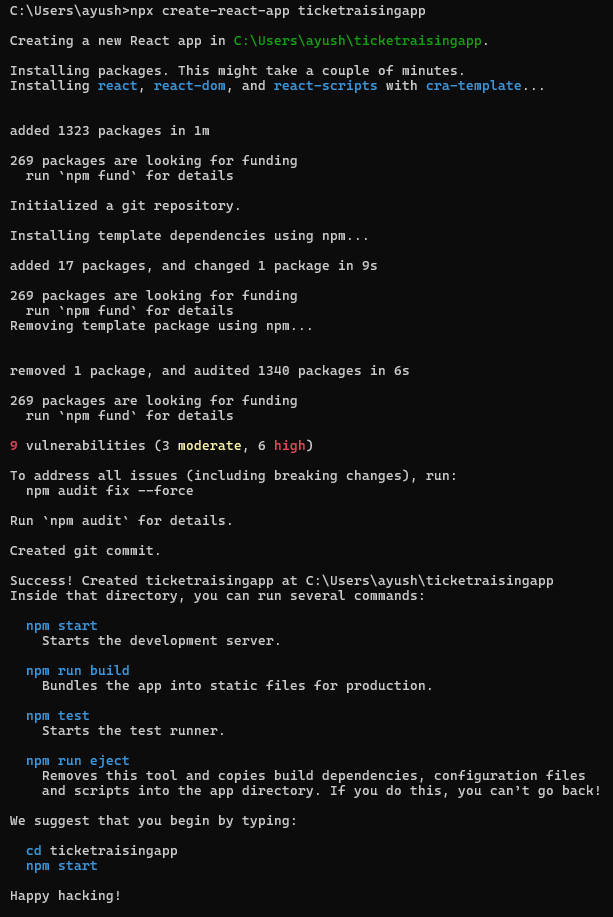 C:\Users\ayush>npx create-react-app ticketraisingapp
Creating a new React app in C:\Users\ayush\ticketraisingapp.
Installing packages. This might take a couple of minutes.
Installing react, react-dom, and react-scripts with cra-template...
added 1323 packages in 1m
269 packages are looking for funding
  run `npm fund` for details
Initialized a git repository.
Installing template dependencies using npm...
added 17 packages, and changed 1 package in 9s
269 packages are looking for funding
  run `npm fund` for details
Removing template package using npm...
removed 1 package, and audited 1340 packages in 6s
269 packages are looking for funding
  run `npm fund` for details
9 vulnerabilities (3 moderate, 6 high)
To address all issues (including breaking changes), run:
  npm audit fix --force
Run `npm audit` for details.
Created git commit.
Success! Created ticketraisingapp at C:\Users\ayush\ticketraisingapp
Inside that directory, you can run several commands:
  npm start
    Starts the development server.
  npm run build
    Bundles the app into static files for production.
  npm test
    Starts the test runner.
  npm run eject
    Removes this tool and copies build dependencies, configuration files
    and scripts into the app directory. If you do this, you can’t go back!
We suggest that you begin by typing:
  cd ticketraisingapp
  npm start
Happy hacking!